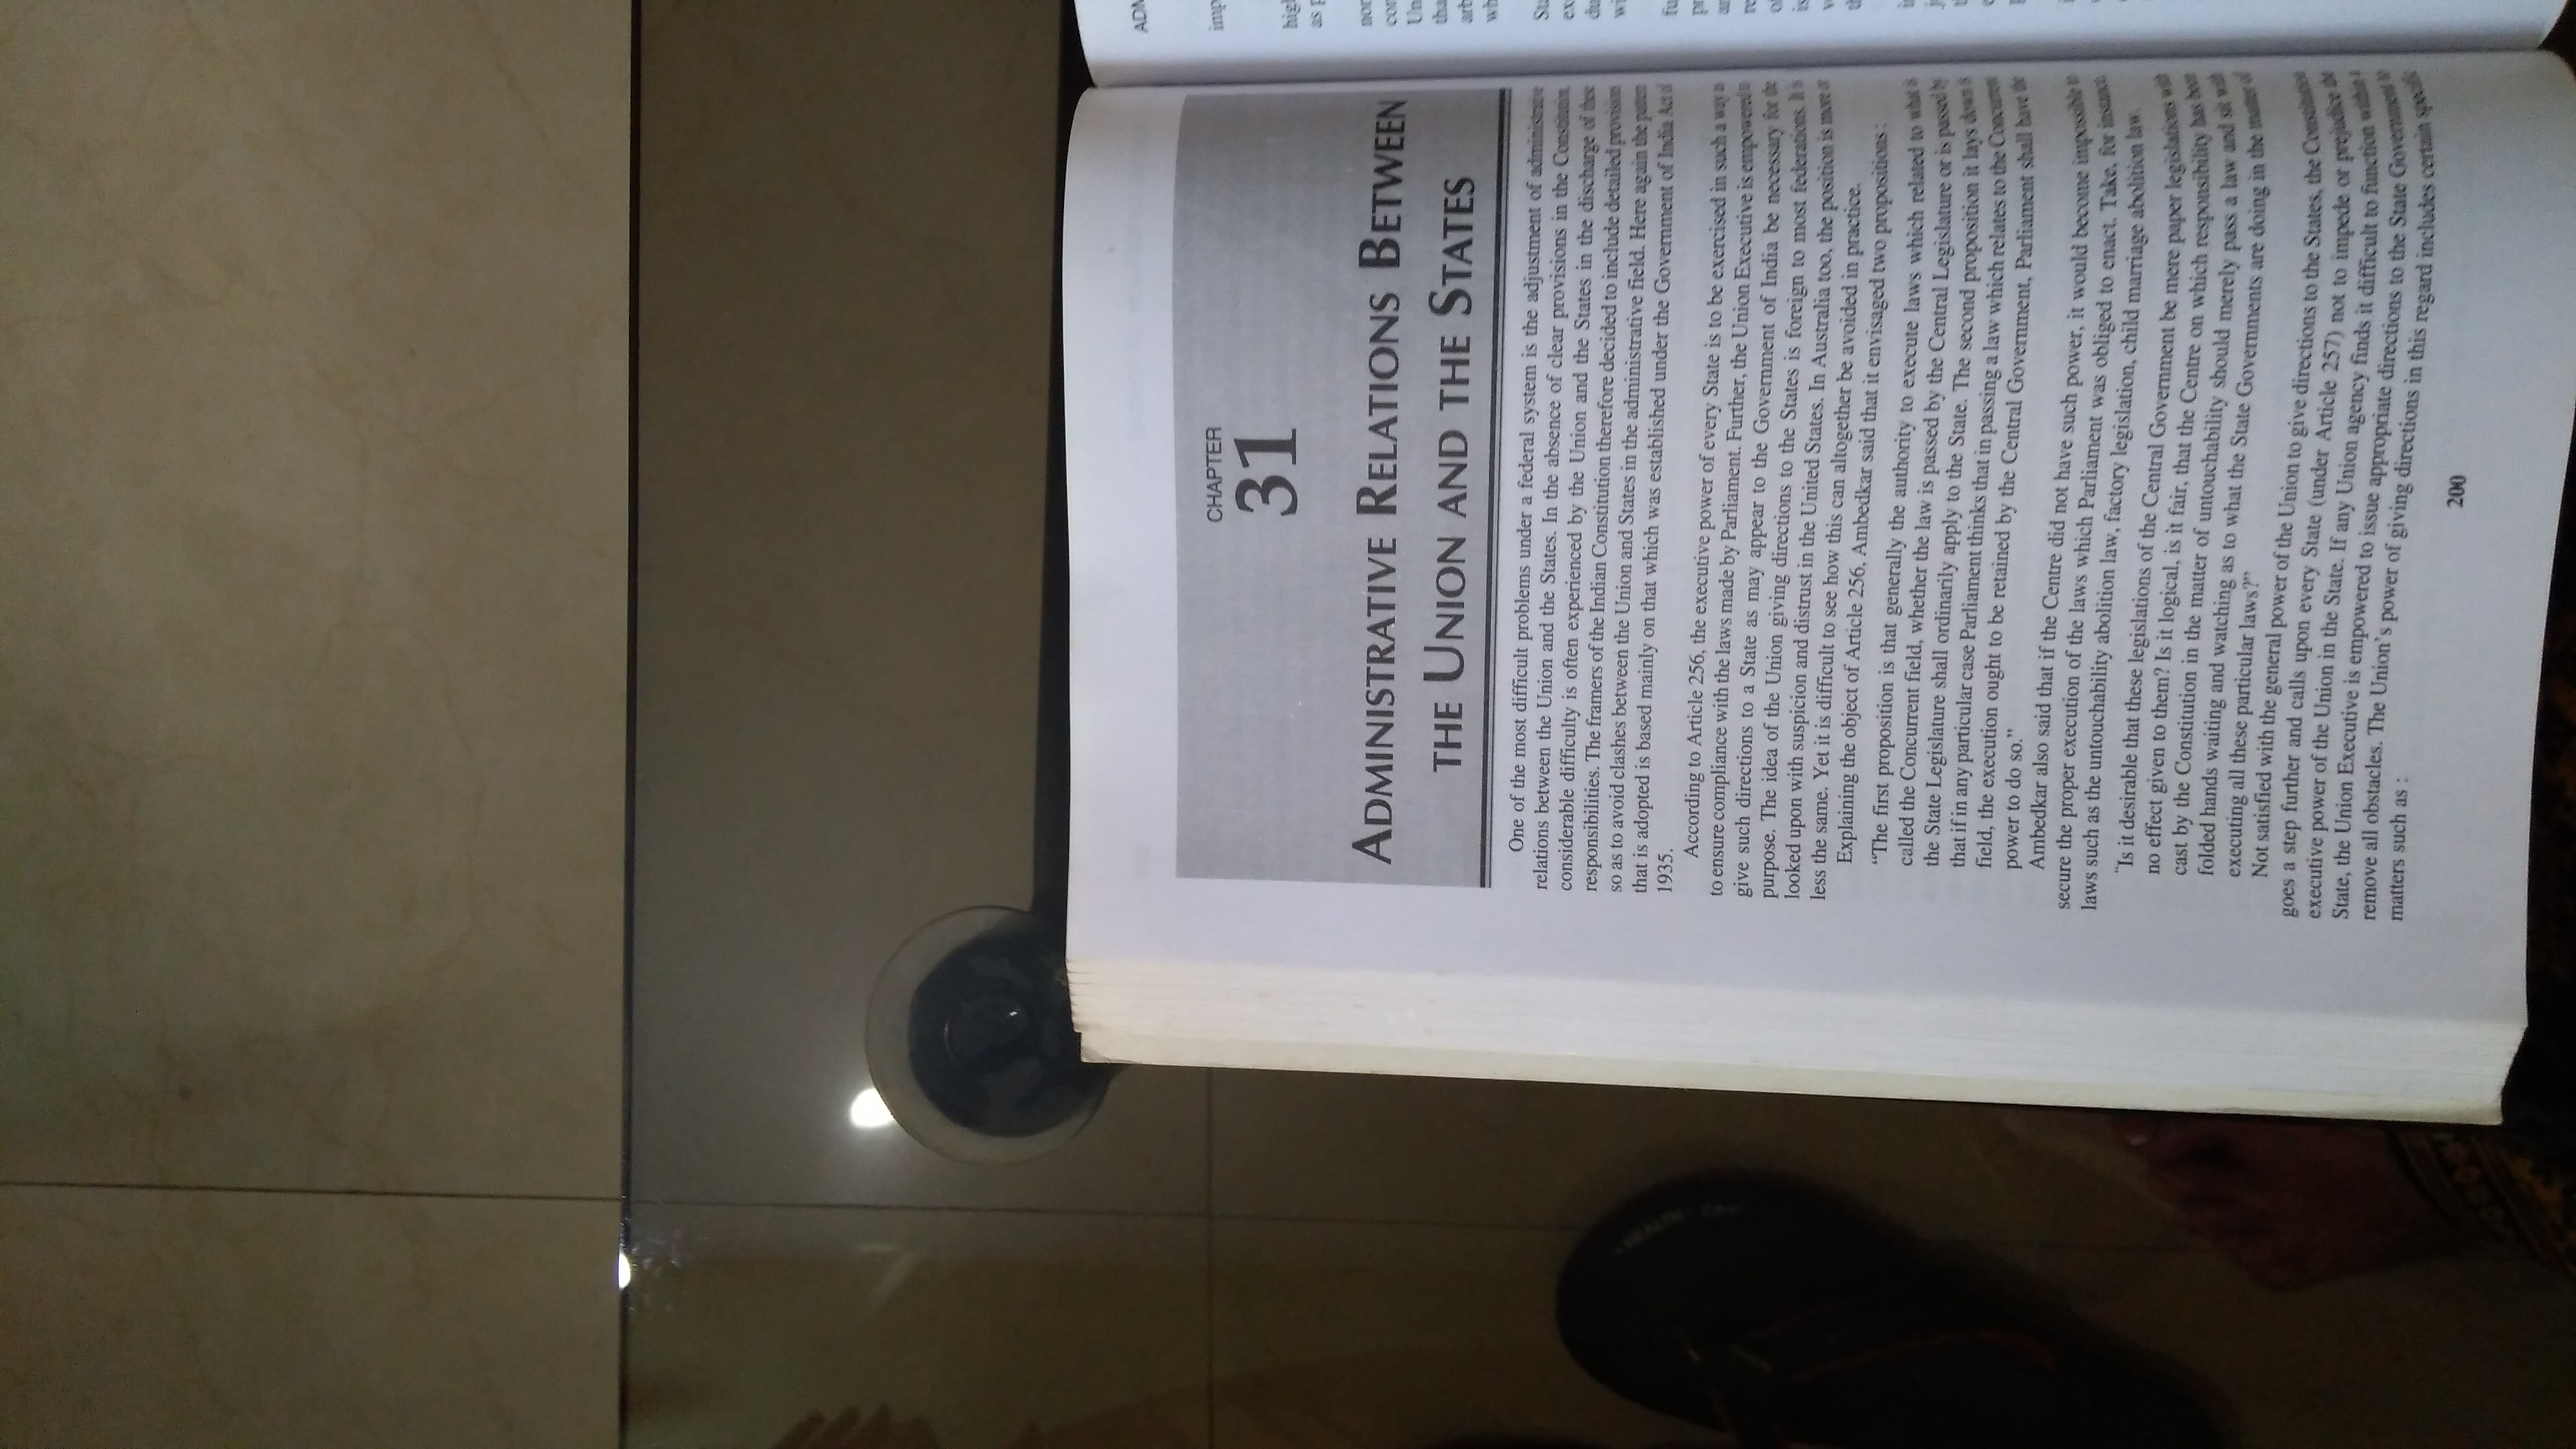 CHAPTER
31
ADMINISTRATIVE RELATIONS BETWEEN
THE UNION AND THE STATES
One of the most difficult problems under a federal system is the adjustment of administrative
relations between the Union and the States. In the absence of clear provisions in the Constitution,
considerable difficulty is often experienced by the Union and the States in the discharge of their
responsibilities. The framers of the Indian Constitution therefore decided to include detailed provisions
so as to avoid clashes between the Union and States in the administrative field. Here again the pattern
that is adopted is based mainly on that which was established under the Government of India Act of
1935.
According to Article 256, the executive power of every State is to be exercised in such a way as
to ensure compliance with the laws made by Parliament. Further, the Union Executive is empowered to
give such directions to a State as may appear to the Government of India be necessary for the
purpose. The idea of the Union giving directions to the States is foreign to most federations. It is
looked upon with suspicion and distrust in the United States. In Australia too, the position is more or
less the same. Yet it is difficult to see how this can altogether be avoided in practice.
Explaining the object of Article 256, Ambedkar said that it envisaged two propositions :
“The first proposition is that generally the authority to execute laws which related to what is
called the Concurrent field, whether the law is passed by the Central Legislature or is passed by
the State Legislature shall ordinarily apply to the State. The second proposition it lays down is
that if in any particular case Parliament thinks that in passing a law which relates to the Concurrent
field, the execution ought to be retained by the Central Government, Parliament shall have the
power to do so.”
Ambedkar also said that if the Centre did not have such power, it would become impossible to
secure the proper execution of the laws which Parliament was obliged to enact. Take, for instance
laws such as the untouchability abolition law, factory legislation, child marriage abolition law.
“Is it desirable that these legislations of the Central Government be mere paper legislations with
no effect given to them? Is it logical, is it fair, that the Centre on which responsibility has been
cast by the Constitution in the matter of untouchability should merely pass a law and sit with
folded hands waiting and watching as to what the State Governments are doing in the matter of
executing all these particular laws?”
Not satisfied with the general power of the Union to give directions to the States, the Constitution
goes a step further and calls upon every State (under Article 257) not to impede or prejudice the
executive power of the Union in the State. If any Union agency finds it difficult to function within a
State, the Union Executive is empowered to issue appropriate directions to the State Government to
remove all obstacles. The Union’s power of giving directions in this regard includes certain specific
matters such as :
200